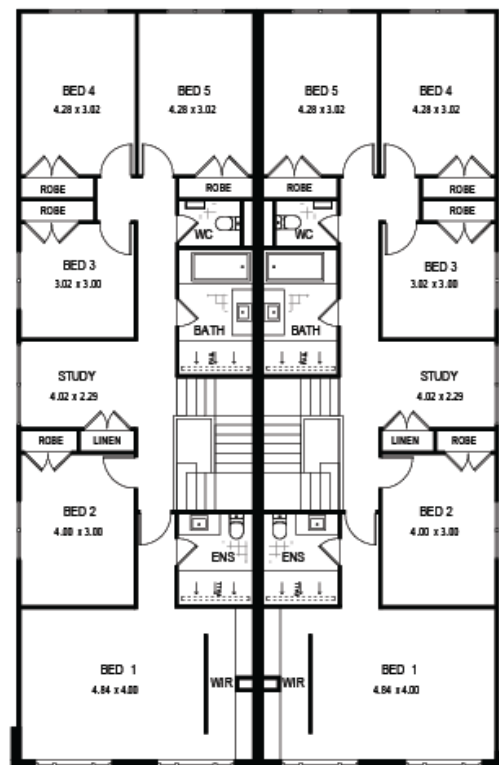 BED 4
4.28 x 3.02
BED 5
4.28 x 3.02
BED 5
4.28 x 3.02
BED 4
4.28 x 3.02
ROBE
ROBE
ROBE
ROBE
ROBE
ROBE
WC
WC
BED 3
3.02 x 3.00
BED 3
3.02 x 3.00
BATH
BATH
STUDY
4.02 x 2.29
STUDY
4.02 x 2.29
ROBE
LINEN
LINEN
ROBE
BED 2
4.00 x 3.00
BED 2
4.00 x 3.00
ENS
ENS
BED 1
4.84 x 4.00
WIR
WIR
BED 1
4.84 x 4.00